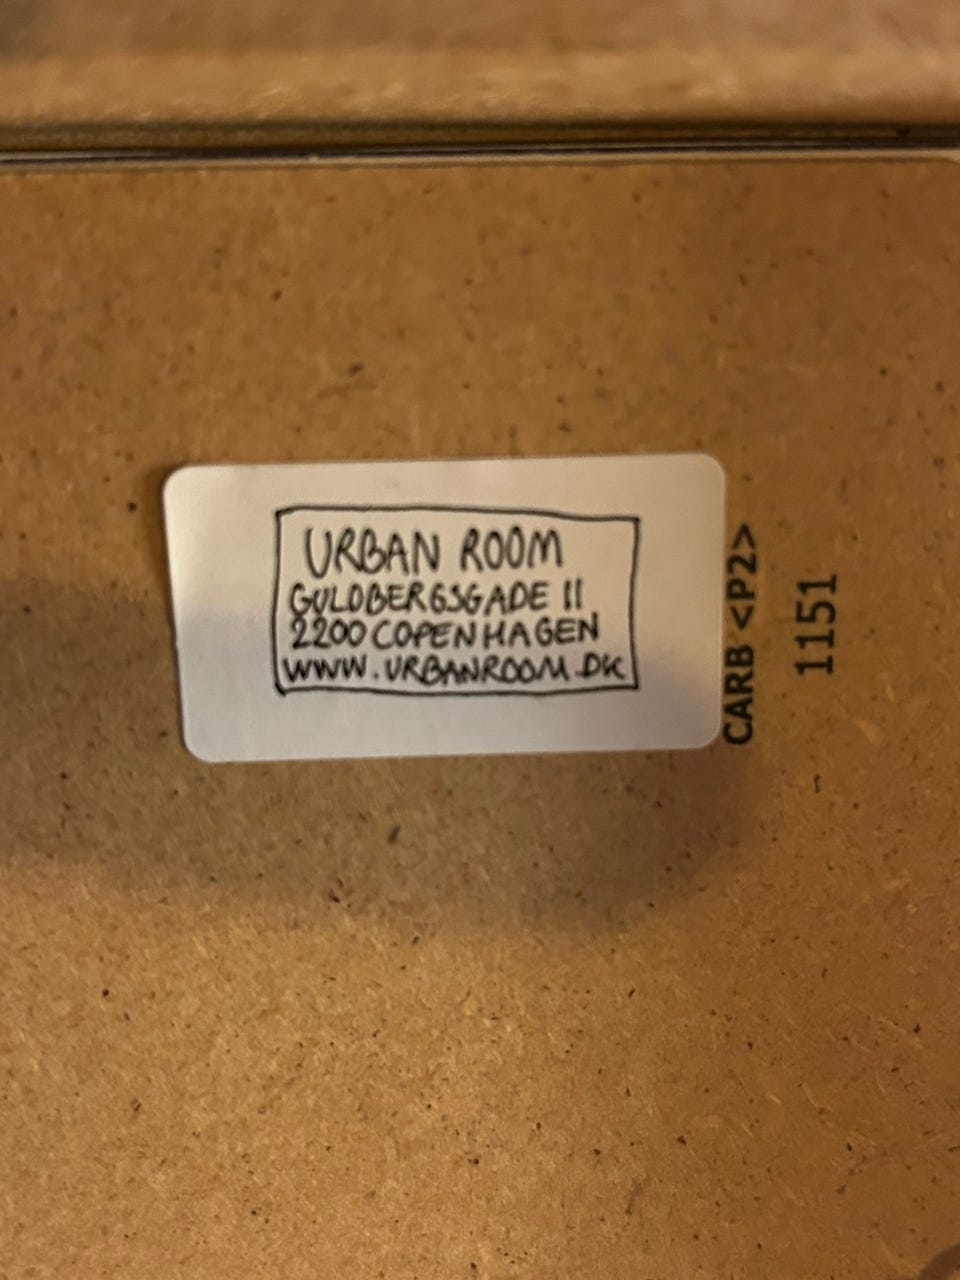 URBAN ROOM
GULDBERGSGADE 11
2200 COPENHAGEN
WWW.URBANROOM.DK
CARB <P2>
1151